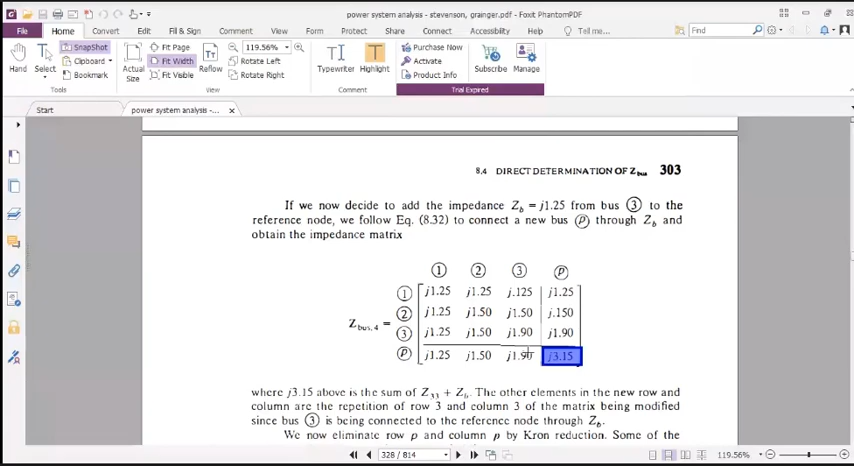 power system analysis - stevenson, grainger.pdf - Foxit PhantomPDF
File Home Convert Edit Fill & Sign Form Protect Share Connect Accessibility Help Tell me... Find
SnapShot
Hand Select Clipboard
Bookmark
Actual Size
Fit Page
Fit Width
Fit Visible
Reflow
119.56%
Rotate Left
Rotate Right
Typewriter Highlight
Purchase Now
Activate
Product Info
Subscribe Manage
Tools View Comment Trial Expired
Start power system analysis -...
8.4 DIRECT DETERMINATION OF Z bus 303
If we now decide to add the impedance Z_b = j1.25 from bus ③ to the
reference node, we follow Eq. (8.32) to connect a new bus ⓟ through Z_b and
obtain the impedance matrix
① ② ③ ⓟ
① j1.25 j1.25 j.125 j1.25
② j1.25 j1.50 j1.50 j.150
Z bus,4 =
③ j1.25 j1.50 j1.90 j1.90
ⓟ j1.25 j1.50 j1.90 j3.15
where j3.15 above is the sum of Z_33 + Z_b. The other elements in the new row and
column are the repetition of row 3 and column 3 of the matrix being modified
since bus ③ is being connected to the reference node through Z_b.
We now eliminate row p and column p by Kron reduction. Some of the
328 / 814 119.56%